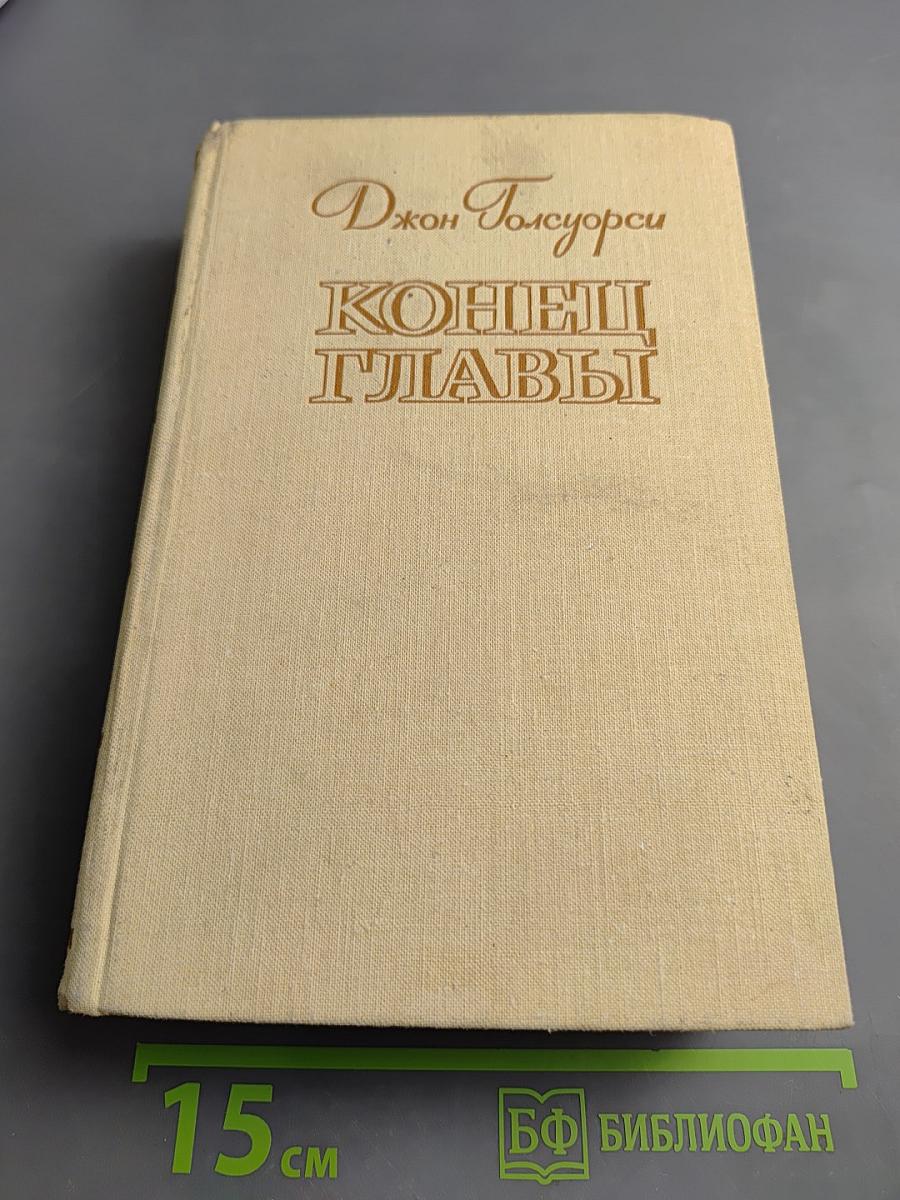 Джон Голсуорси
КОНЕЦ
ГЛАВЫ
15 см
БФ БИБЛИОФАН